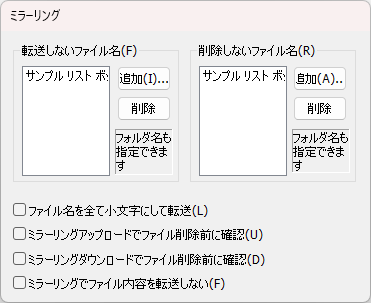 ミラーリング
転送しないファイル名(F)
削除しないファイル名(R)
サンプル リスト ボッ
追加(I)...
削除
フォルダ名も
指定できま
す
サンプル リスト ボッ
追加(A)..
削除
フォルダ名も
指定できま
す
ファイル名を全て小文字にして転送(L)
ミラーリングアップロードでファイル削除前に確認(U)
ミラーリングダウンロードでファイル削除前に確認(D)
ミラーリングでファイル内容を転送しない(F)